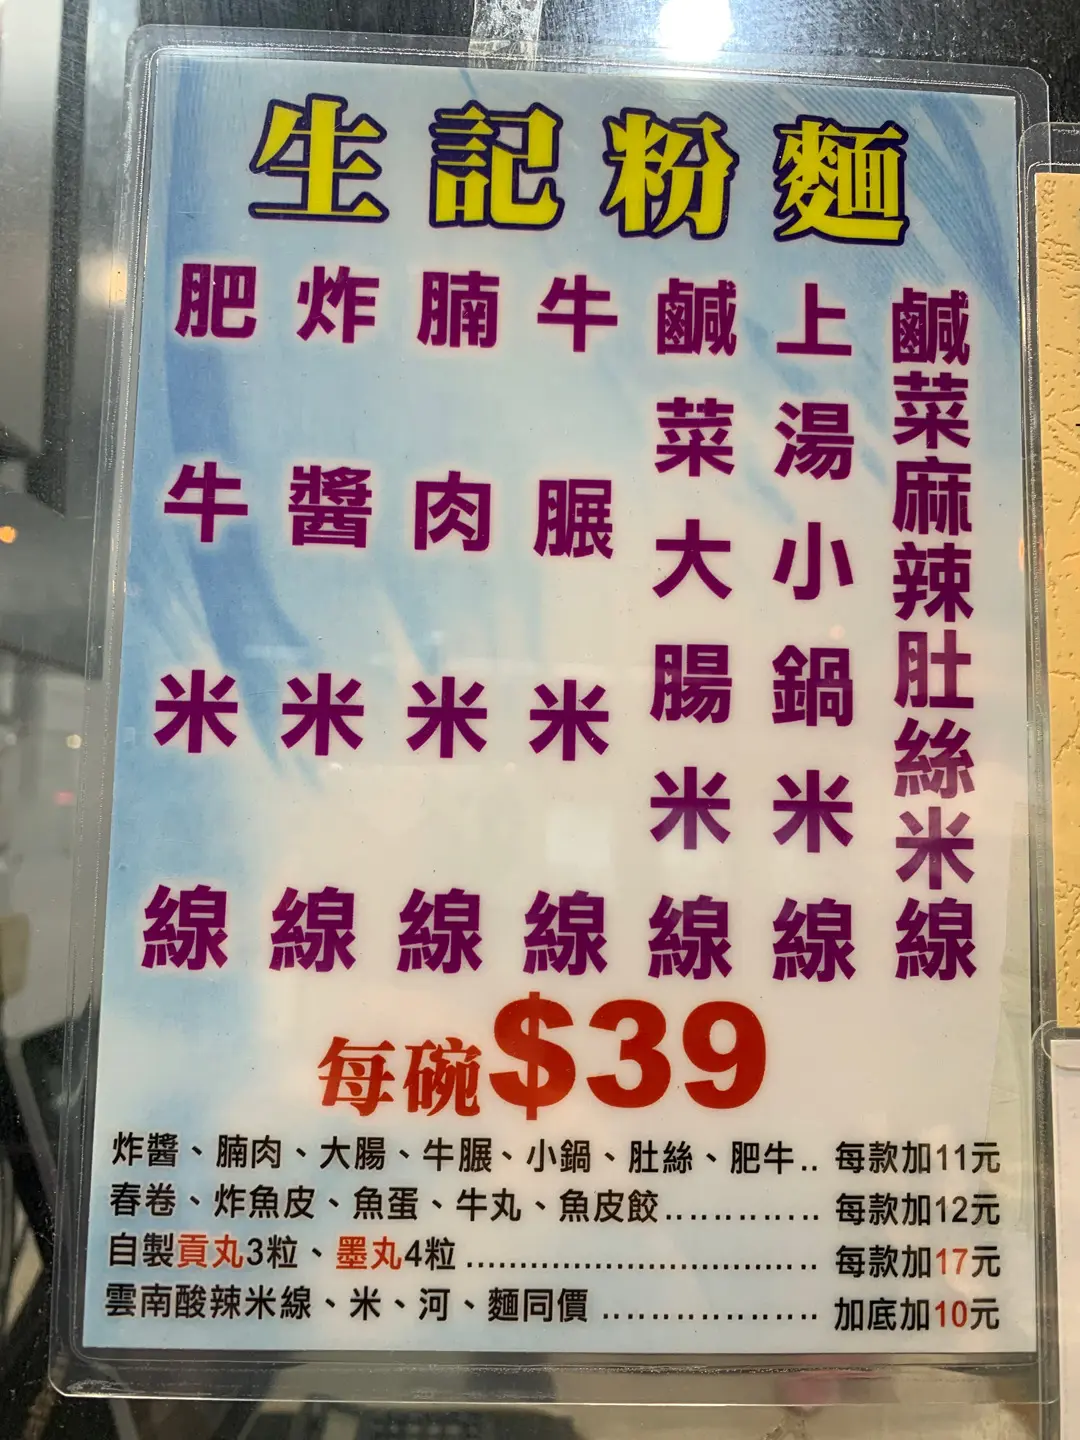 生記粉麵
鹹菜麻辣肚絲米線
上湯小鍋米線
鹹菜大腸米線
牛𦟌米線
腩肉米線
炸醬米線
肥牛米線
每碗$39
炸醬、腩肉、大腸、牛𦟌、小鍋、肚絲、肥牛.. 每款加11元
春卷、炸魚皮、魚蛋、牛丸、魚皮餃.............. 每款加12元
自製貢丸3粒、墨丸4粒................................. 每款加17元
雲南酸辣米線、米、河、麵同價.................... 加底加10元